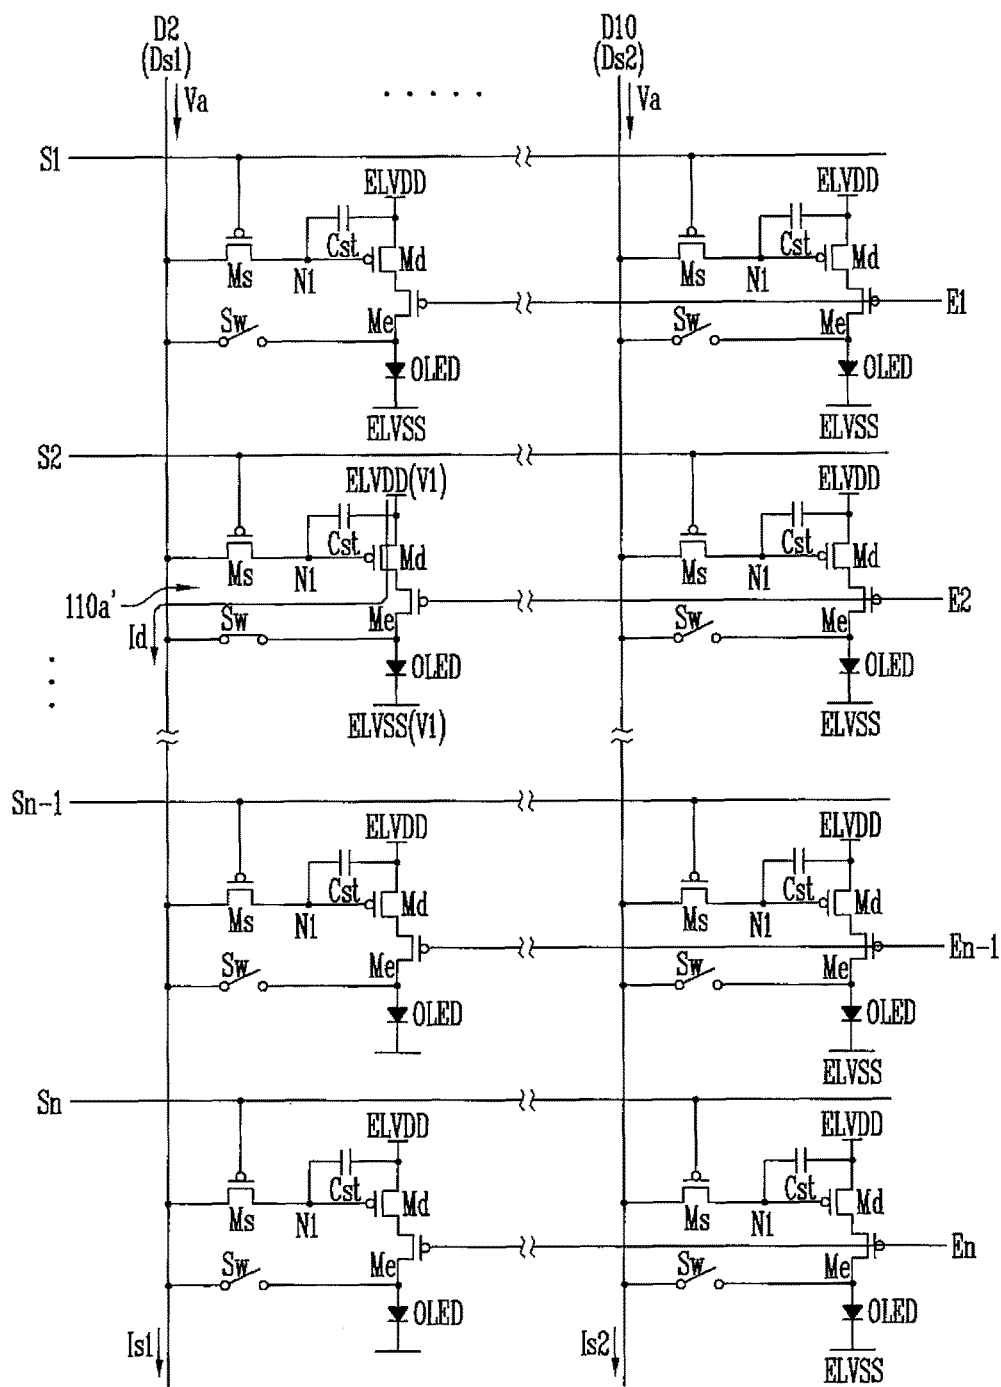 D2 D10
(Ds1) (Ds2)
Va Va
S1
ELVDD ELVDD
Cst Cst
Ms N1 Md Ms N1 Md
Sw Me Sw Me E1
OLED OLED
ELVSS ELVSS
S2
ELVDD(V1) ELVDD
Cst Cst
Ms N1 Md Ms N1 Md
110a'
Id Sw Me Sw Me E2
OLED OLED
ELVSS(V1) ELVSS
Sn-1
ELVDD ELVDD
Cst Cst
Ms N1 Md Ms N1 Md
Sw Me Sw Me En-1
OLED OLED
ELVSS
Sn
ELVDD ELVDD
Cst Cst
Ms N1 Md Ms N1 Md
Sw Me Sw Me En
OLED OLED
Is1 Is2
ELVSS